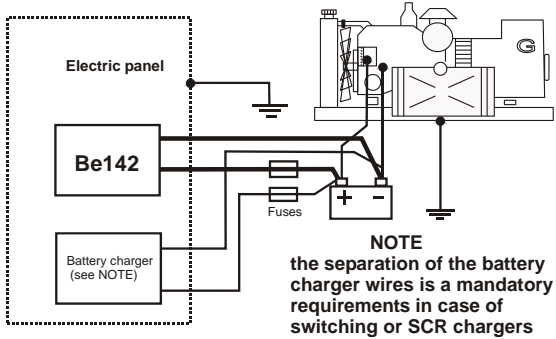 Electric panel
G
Be142
+ -
Fuses
Battery charger
(see NOTE)
NOTE
the separation of the battery
charger wires is a mandatory
requirements in case of
switching or SCR chargers